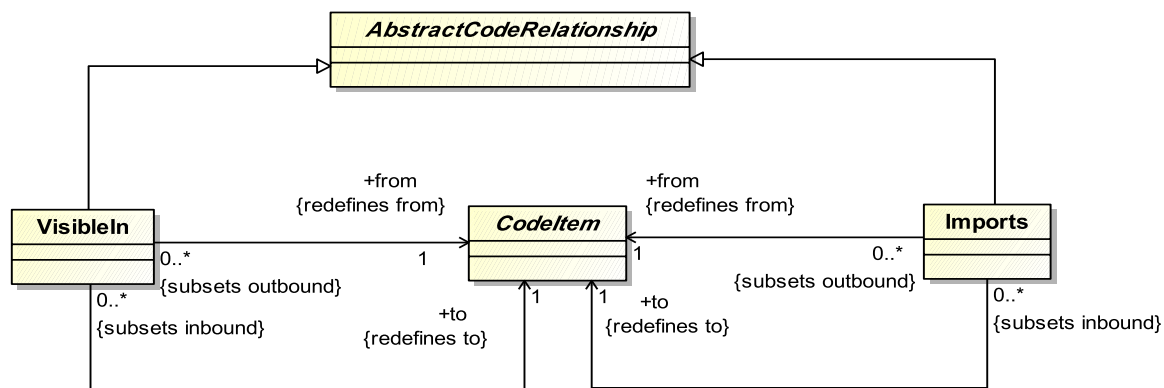 AbstractCodeRelationship
+from
{redefines from}
+from
{redefines from}
VisibleIn
CodeItem
Imports
0..*
1
1
0..*
{subsets outbound}
{subsets outbound}
0..*
{subsets inbound}
+to
{redefines to}
1
1
+to
{redefines to}
0..*
{subsets inbound}